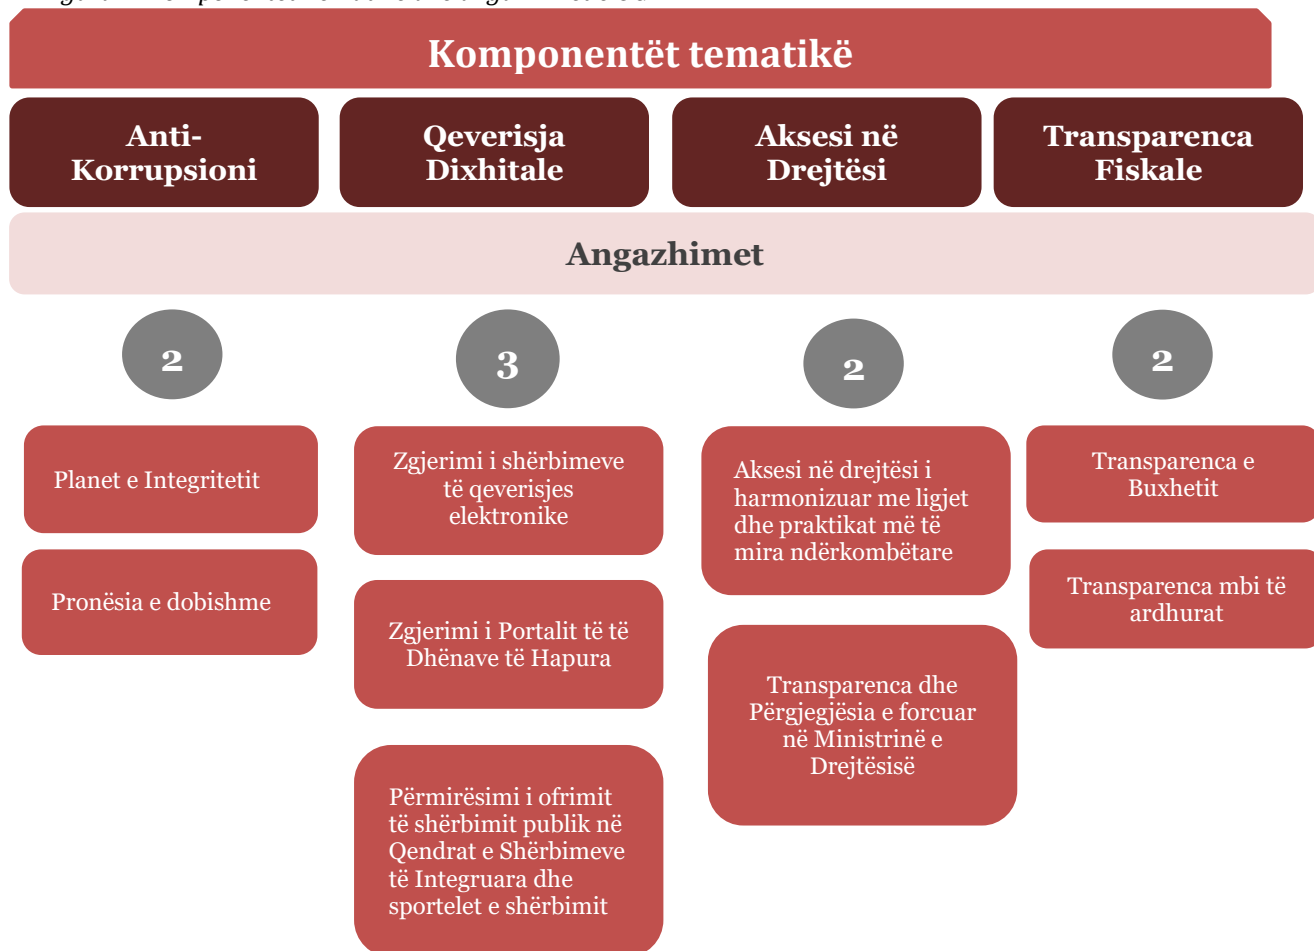 Komponentët tematikë
Anti-
Korrupsioni
Qeverisja
Dixhitale
Aksesi në
Drejtësi
Transparenca
Fiskale
Angazhimet
2
3
2
2
Planet e Integritetit
Pronësia e dobishme
Zgjerimi i shërbimeve
të qeverisjes
elektronike
Zgjerimi i Portalit të të
Dhënave të Hapura
Përmirësimi i ofrimit
të shërbimit publik në
Qendrat e Shërbimeve
të Integruara dhe
sportelet e shërbimit
Aksesi në drejtësi i
harmonizuar me ligjet
dhe praktikat më të
mira ndërkombëtare
Transparenca dhe
Përgjegjësia e forcuar
në Ministrinë e
Drejtësisë
Transparenca e
Buxhetit
Transparenca mbi të
ardhurat